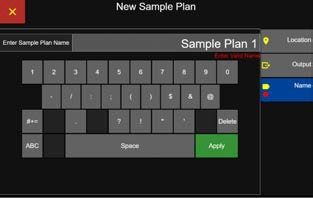 New Sample Plan
Enter Sample Plan Name
Sample Plan 1
Enter Valid Name
Location
Output
Name
1 2 3 4 5 6 7 8 9 0
- / : ; ( ) $ & @
#+= . ? ! " ' Delete
ABC Space Apply